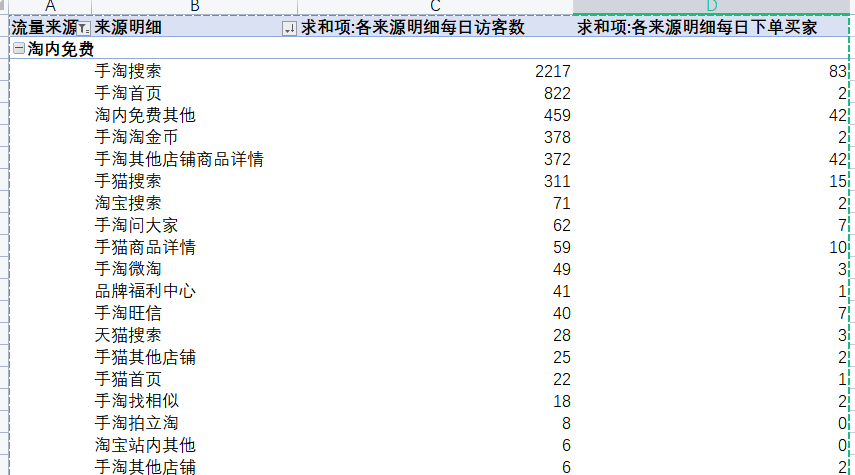 A B C D
流量来源 来源明细 求和项:各来源明细每日访客数 求和项:各来源明细每日下单买家
淘内免费
手淘搜索 2217 83
手淘首页 822 2
淘内免费其他 459 42
手淘淘金币 378 2
手淘其他店铺商品详情 372 42
手猫搜索 311 15
淘宝搜索 71 2
手淘问大家 62 7
手猫商品详情 59 10
手淘微淘 49 3
品牌福利中心 41 1
手淘旺信 40 7
天猫搜索 28 3
手猫其他店铺 25 2
手猫首页 22 1
手淘找相似 18 2
手淘拍立淘 8 0
淘宝站内其他 6 0
手淘其他店铺 6 2